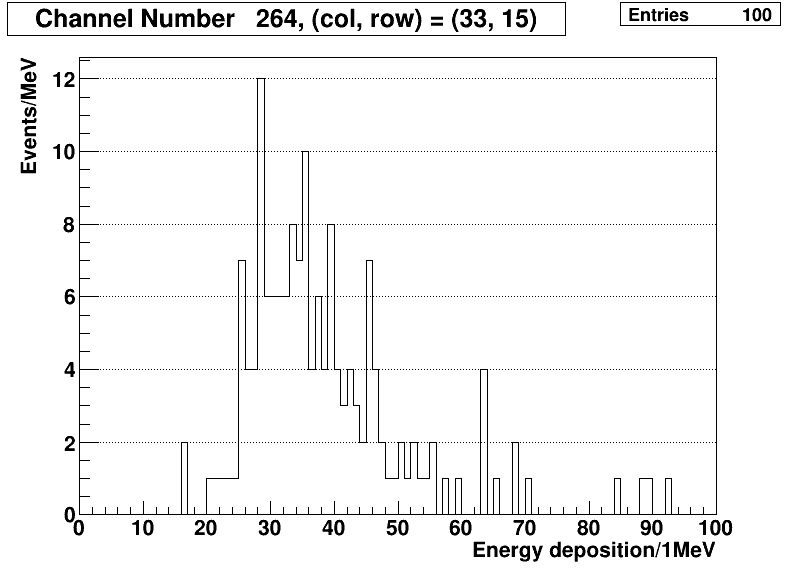 Channel Number 264, (col, row) = (33, 15)
Entries 100
Events/MeV
12
10
8
6
4
2
0
0 10 20 30 40 50 60 70 80 90 100
Energy deposition/1MeV